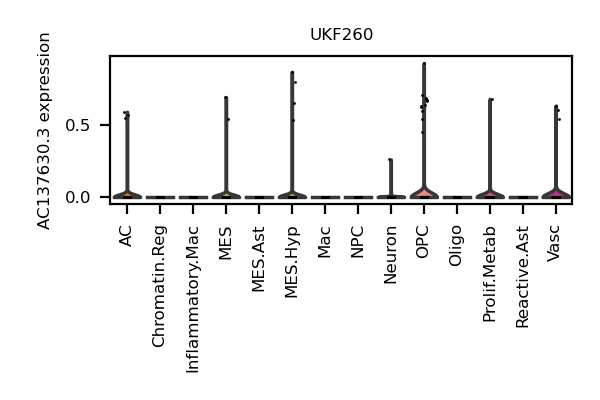 UKF260
AC137630.3 expression
0.5
0.0
AC
Chromatin.Reg
Inflammatory.Mac
MES
MES.Ast
MES.Hyp
Mac
NPC
Neuron
OPC
Oligo
Prolif.Metab
Reactive.Ast
Vasc